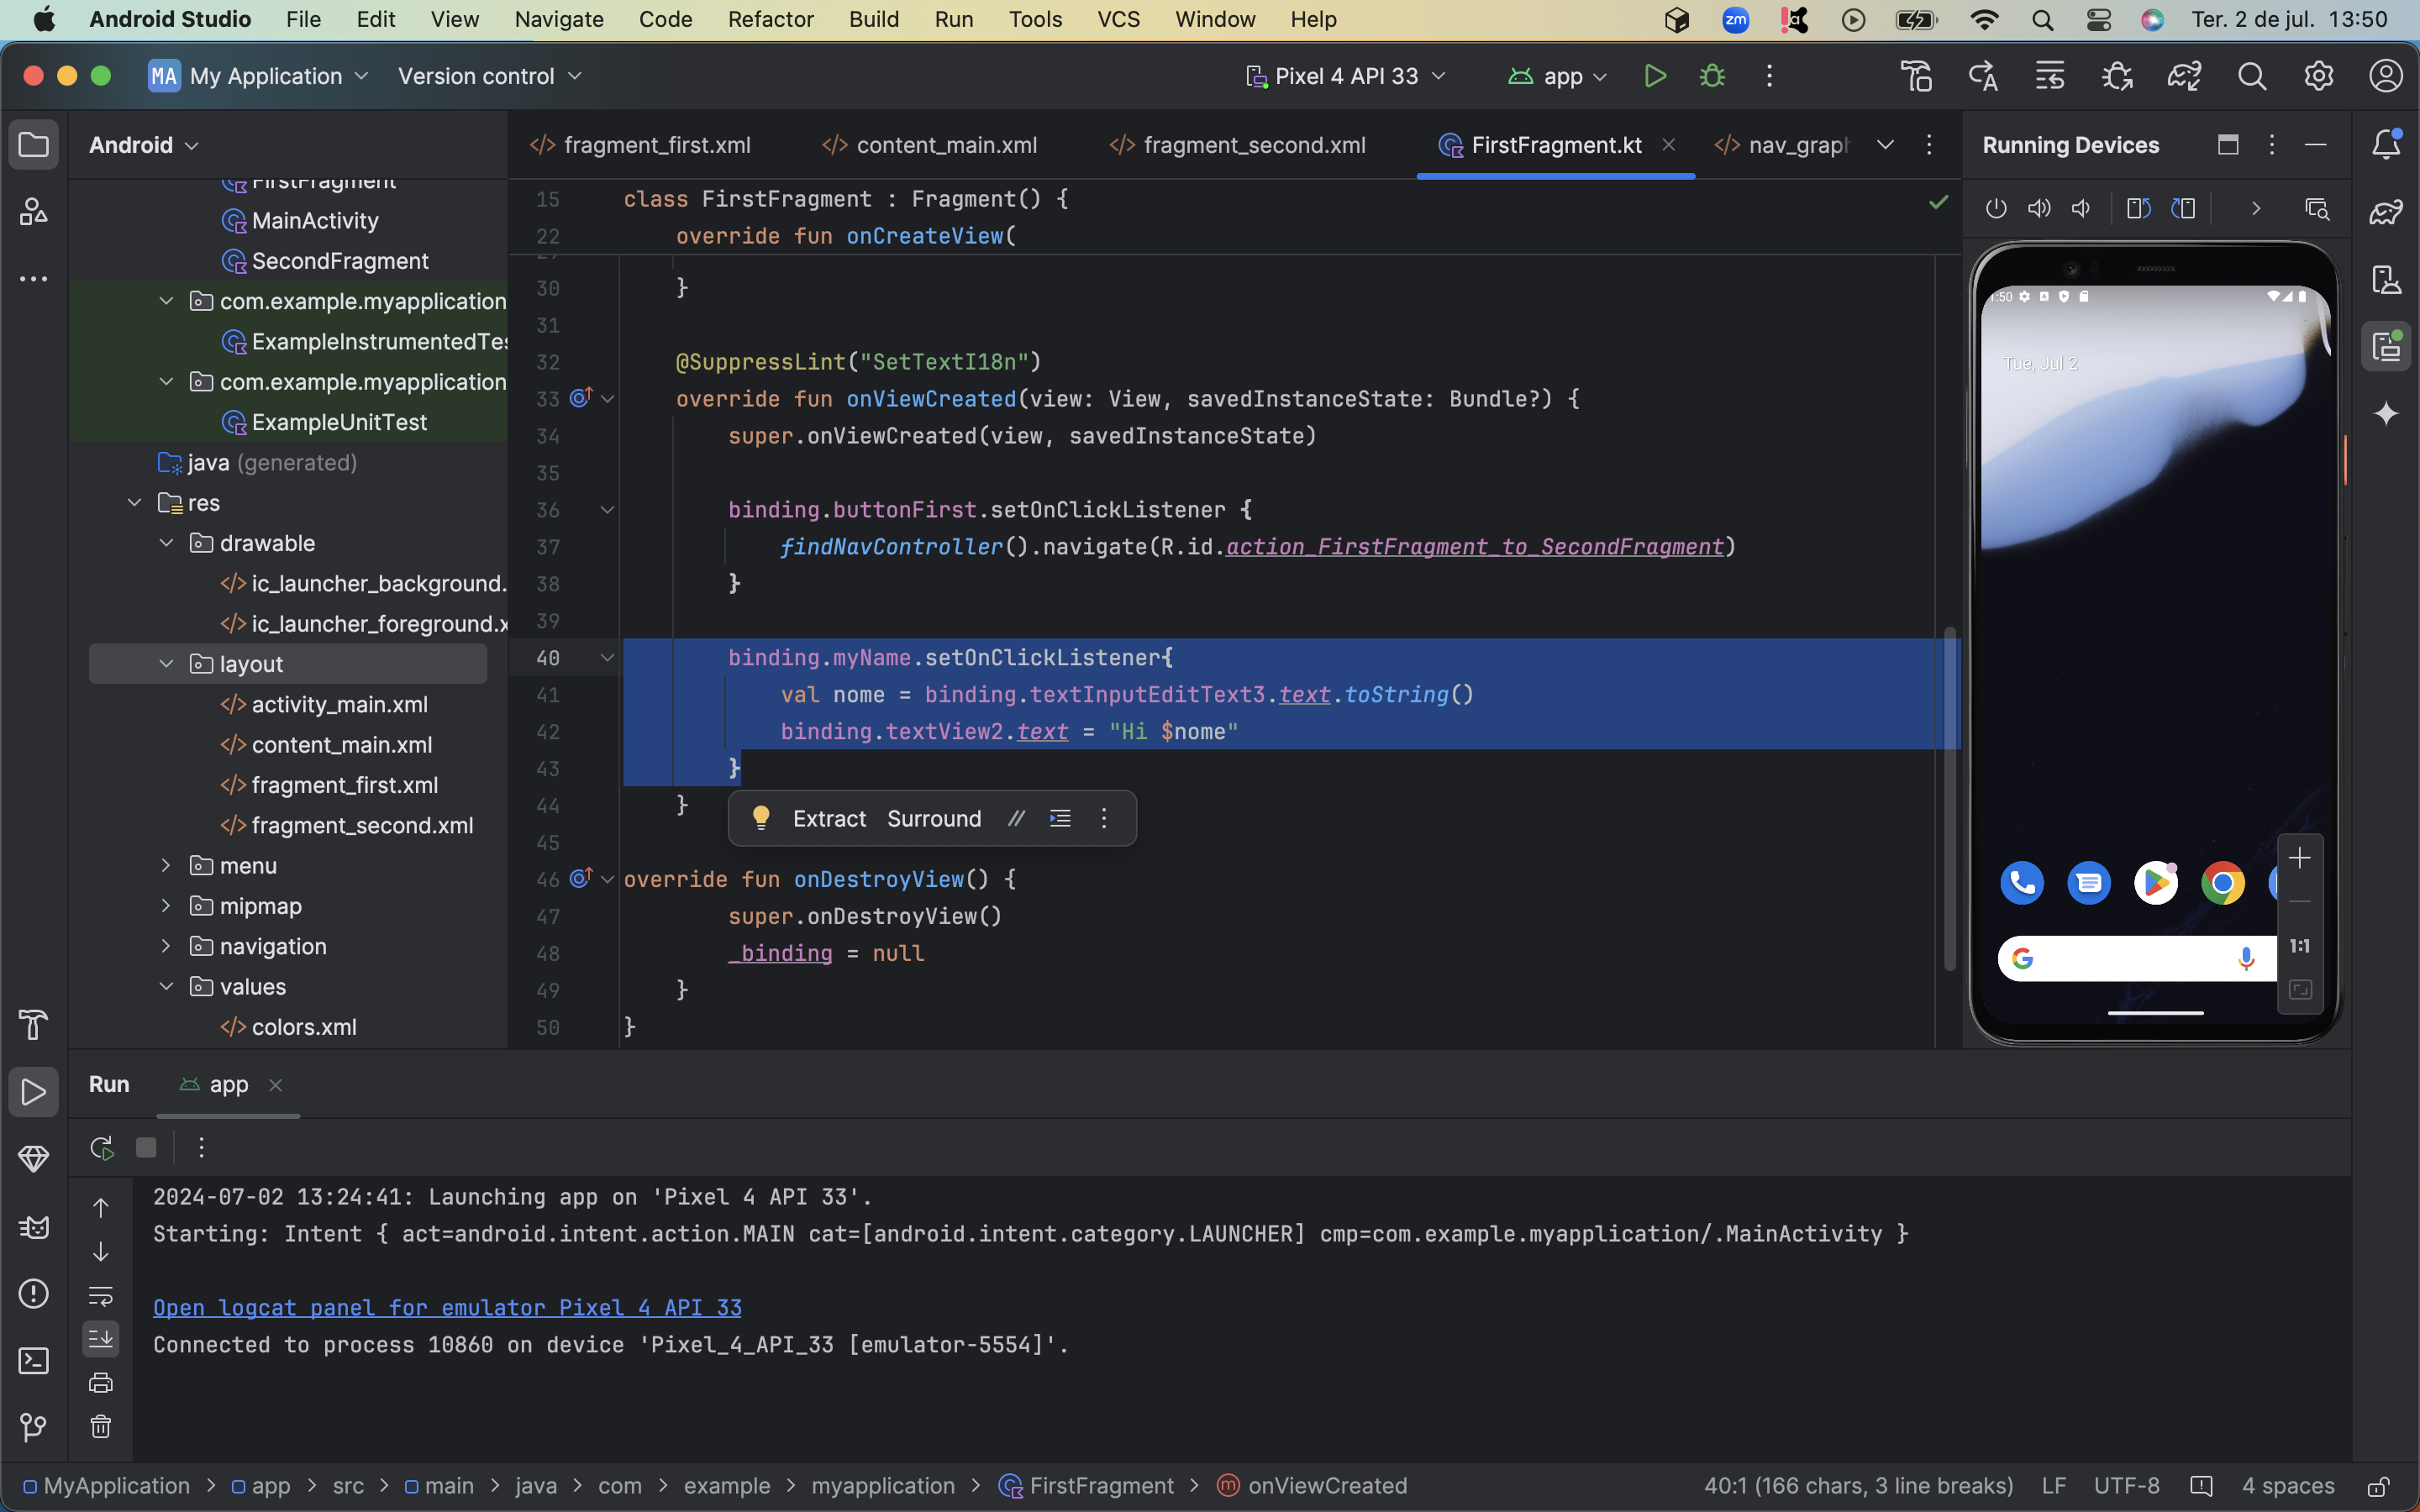 Android Studio File Edit View Navigate Code Refactor Build Run Tools VCS Window Help zm Ter. 2 de jul. 13:50
MA My Application Version control Pixel 4 API 33 app
Android
FirstFragment
MainActivity
SecondFragment
com.example.myapplication
ExampleInstrumentedTes
com.example.myapplication
ExampleUnitTest
java (generated)
res
drawable
ic_launcher_background.
ic_launcher_foreground.x
layout
activity_main.xml
content_main.xml
fragment_first.xml
fragment_second.xml
menu
mipmap
navigation
values
colors.xml
fragment_first.xml content_main.xml fragment_second.xml FirstFragment.kt nav_graph
15 class FirstFragment : Fragment() {
22 override fun onCreateView(
30 }
31
32 @SuppressLint("SetTextI18n")
33 override fun onViewCreated(view: View, savedInstanceState: Bundle?) {
34 super.onViewCreated(view, savedInstanceState)
35
36 binding.buttonFirst.setOnClickListener {
37 findNavController().navigate(R.id.action_FirstFragment_to_SecondFragment)
38 }
39
40 binding.myName.setOnClickListener{
41 val nome = binding.textInputEditText3.text.toString()
42 binding.textView2.text = "Hi $nome"
43 }
44 }
Extract Surround //
45
46 override fun onDestroyView() {
47 super.onDestroyView()
48 _binding = null
49 }
50 }
Running Devices
1:50
Tue, Jul 2
1:1
Run app
2024-07-02 13:24:41: Launching app on 'Pixel 4 API 33'.
Starting: Intent { act=android.intent.action.MAIN cat=[android.intent.category.LAUNCHER] cmp=com.example.myapplication/.MainActivity }
Open logcat panel for emulator Pixel 4 API 33
Connected to process 10860 on device 'Pixel_4_API_33 [emulator-5554]'.
MyApplication > app > src > main > java > com > example > myapplication > FirstFragment > onViewCreated 40:1 (166 chars, 3 line breaks) LF UTF-8 4 spaces